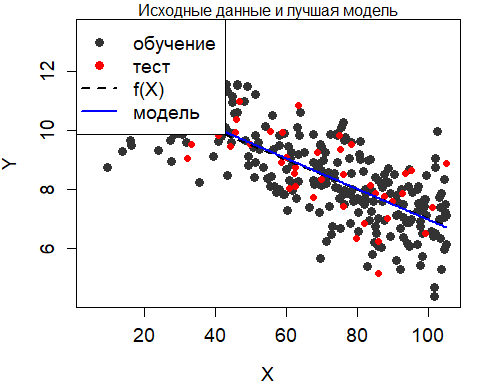 Исходные данные и лучшая модель
обучение
тест
f(X)
модель
Y
12
10
8
6
20
40
60
80
100
X